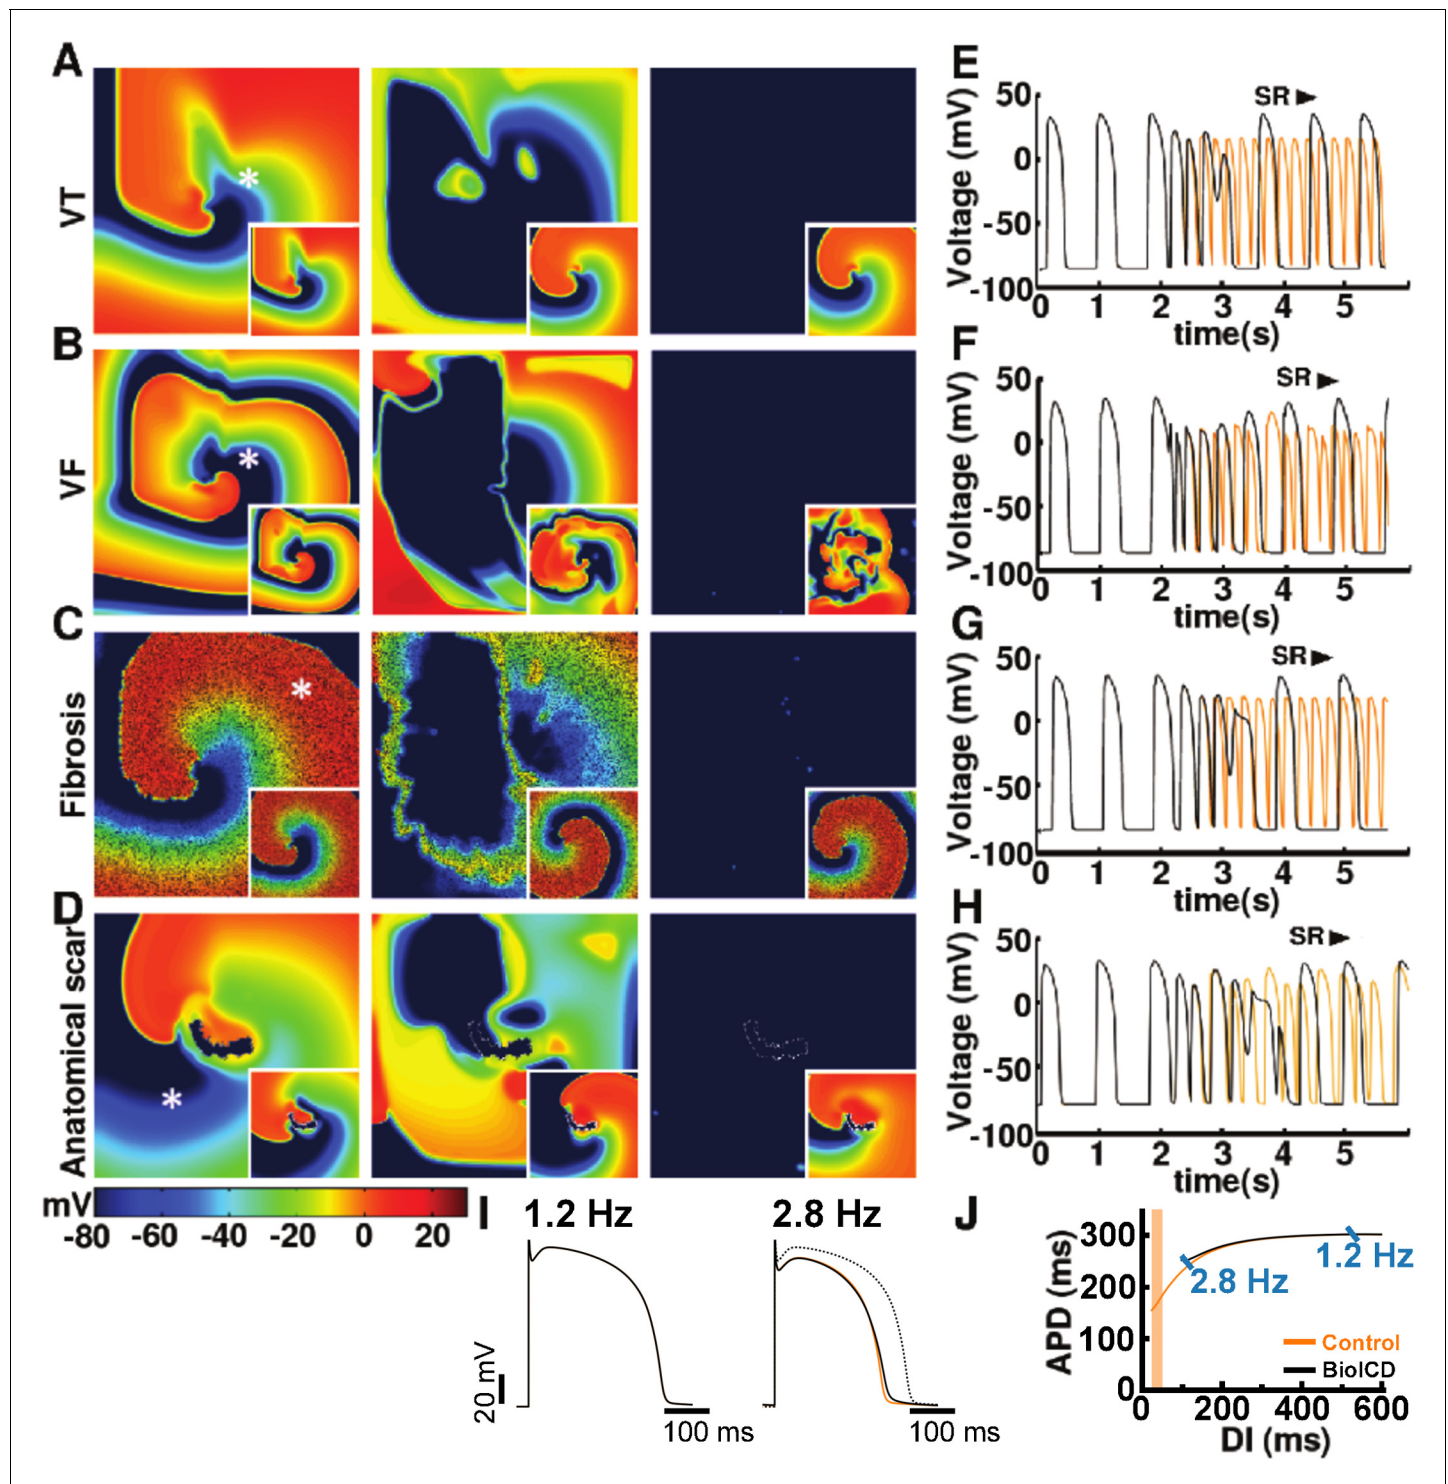 A
VT
*
B
VF
*
C
Fibrosis
*
D
Anatomical scar
*
mV
-80 -60 -40 -20 0 20
E
Voltage (mV)
50
0
-50
-100
SR
0 1 2 3 4 5
time(s)
F
Voltage (mV)
50
0
-50
-100
SR
0 1 2 3 4 5
time(s)
G
Voltage (mV)
50
0
-50
-100
SR
0 1 2 3 4 5
time(s)
H
Voltage (mV)
50
0
-50
-100
SR
0 1 2 3 4 5
time(s)
I
1.2 Hz
2.8 Hz
20 mV
100 ms
100 ms
J
APD (ms)
300
200
100
0
1.2 Hz
2.8 Hz
Control
BioICD
0 200 400 600
DI (ms)